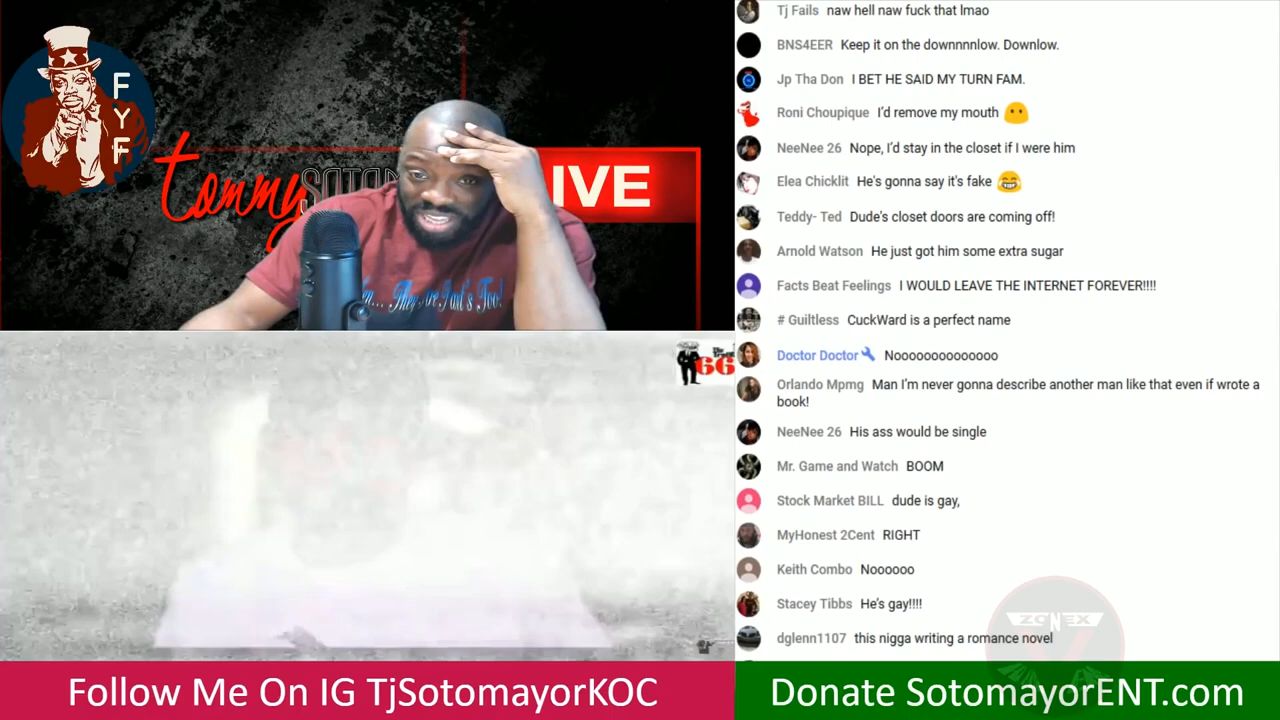 FYF
tommy SOTO
IVE
The
66
Tj Fails naw hell naw fuck that lmao
BNS4EER Keep it on the downnnnlow. Downlow.
Jp Tha Don I BET HE SAID MY TURN FAM.
Roni Choupique I'd remove my mouth 😶
NeeNee 26 Nope, I'd stay in the closet if I were him
Elea Chicklit He's gonna say it's fake 😂
Teddy- Ted Dude's closet doors are coming off!
Arnold Watson He just got him some extra sugar
Facts Beat Feelings I WOULD LEAVE THE INTERNET FOREVER!!!!
# Guiltless CuckWard is a perfect name
Doctor Doctor Noooooooooooooo
Orlando Mpmg Man I'm never gonna describe another man like that even if wrote a
book!
NeeNee 26 His ass would be single
Mr. Game and Watch BOOM
Stock Market BILL dude is gay,
MyHonest 2Cent RIGHT
Keith Combo Noooooo
Stacey Tibbs He's gay!!!!
dglenn1107 this nigga writing a romance novel
ZONEX
Follow Me On IG TjSotomayorKOC
Donate SotomayorENT.com